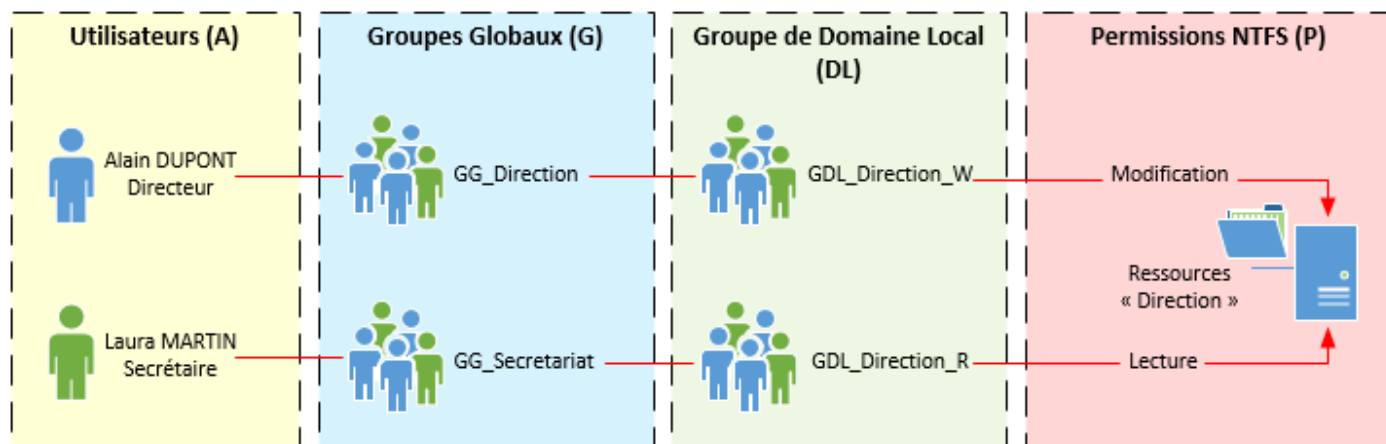 Utilisateurs (A)
Groupes Globaux (G)
Groupe de Domaine Local
(DL)
Permissions NTFS (P)
Alain DUPONT
Directeur
GG_Direction
GDL_Direction_W
Modification
Ressources
« Direction »
Laura MARTIN
Secrétaire
GG_Secretariat
GDL_Direction_R
Lecture